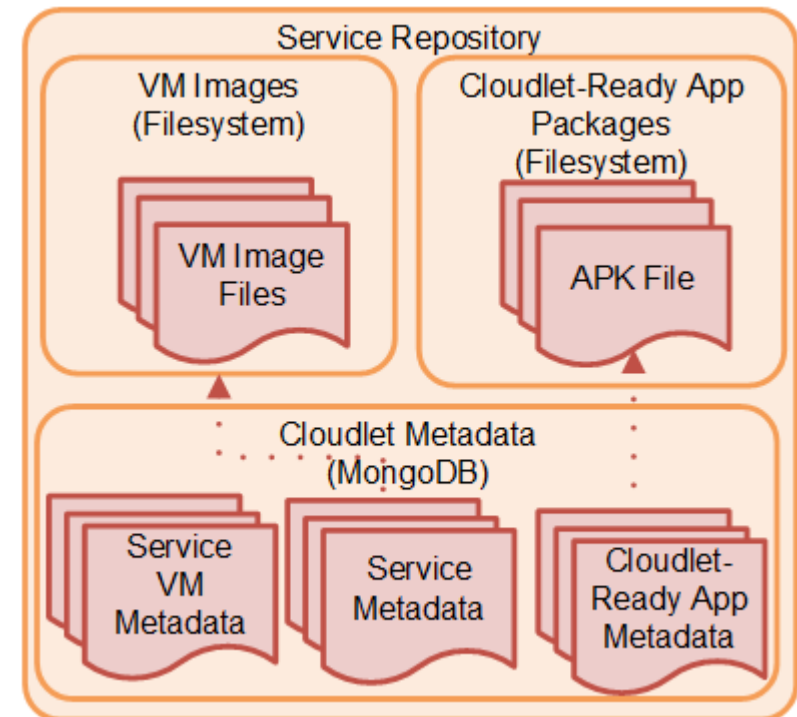 Service Repository
VM Images
(Filesystem)
VM Image
Files
Cloudlet-Ready App
Packages
(Filesystem)
APK File
Cloudlet Metadata
(MongoDB)
Service
VM
Metadata
Service
Metadata
Cloudlet-
Ready App
Metadata